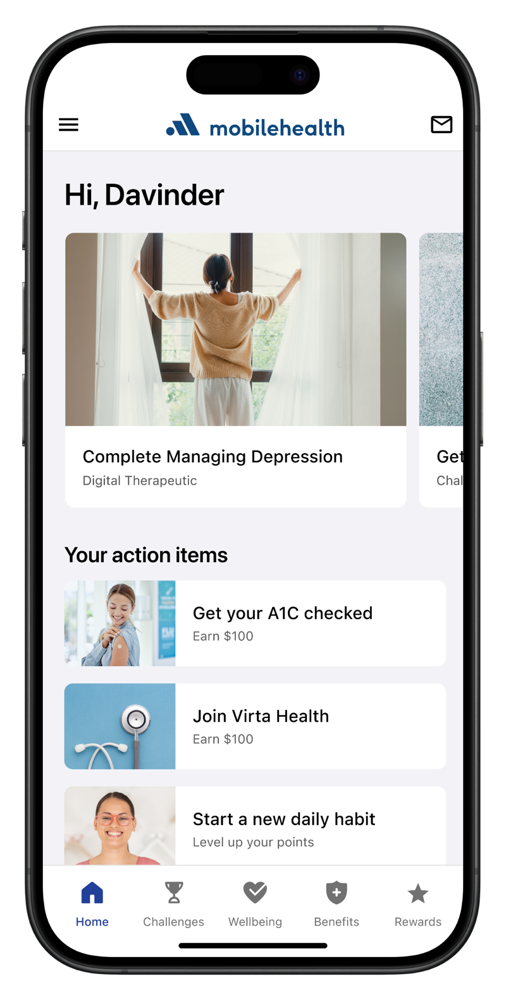 mobilehealth
Hi, Davinder
Complete Managing Depression
Digital Therapeutic
Get
Chal
Your action items
Get your A1C checked
Earn $100
Join Virta Health
Earn $100
Start a new daily habit
Level up your points
Home
Challenges
Wellbeing
Benefits
Rewards